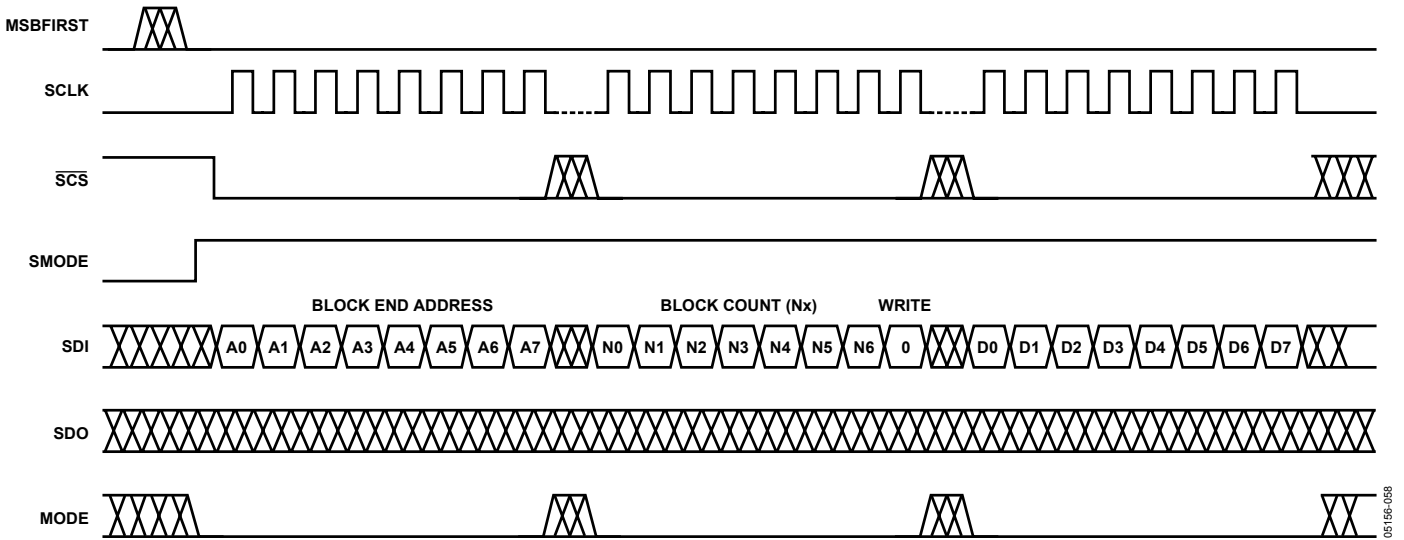 MSBFIRST
SCLK
SCS
SMODE
BLOCK END ADDRESS BLOCK COUNT (Nx) WRITE
SDI A0 A1 A2 A3 A4 A5 A6 A7 N0 N1 N2 N3 N4 N5 N6 0 D0 D1 D2 D3 D4 D5 D6 D7
SDO
MODE
05156-058